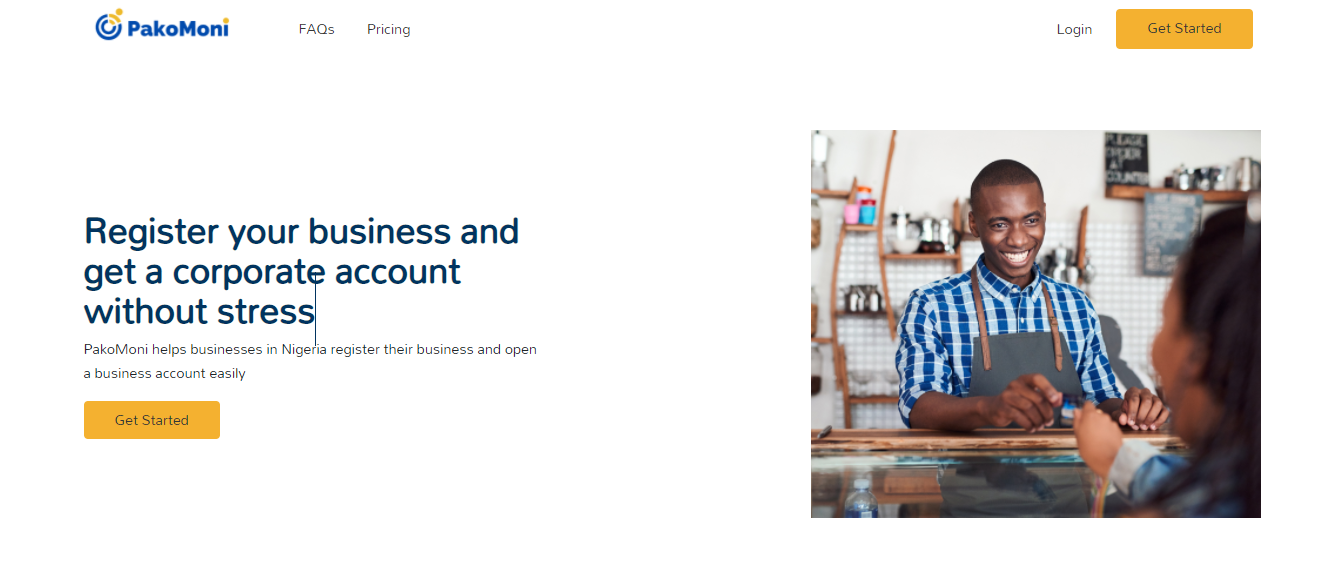 PakoMoni
FAQs
Pricing
Login
Get Started
Register your business and
get a corporate account
without stress
PakoMoni helps businesses in Nigeria register their business and open
a business account easily
Get Started
PLEASE
ORDER
AT
COUNTER